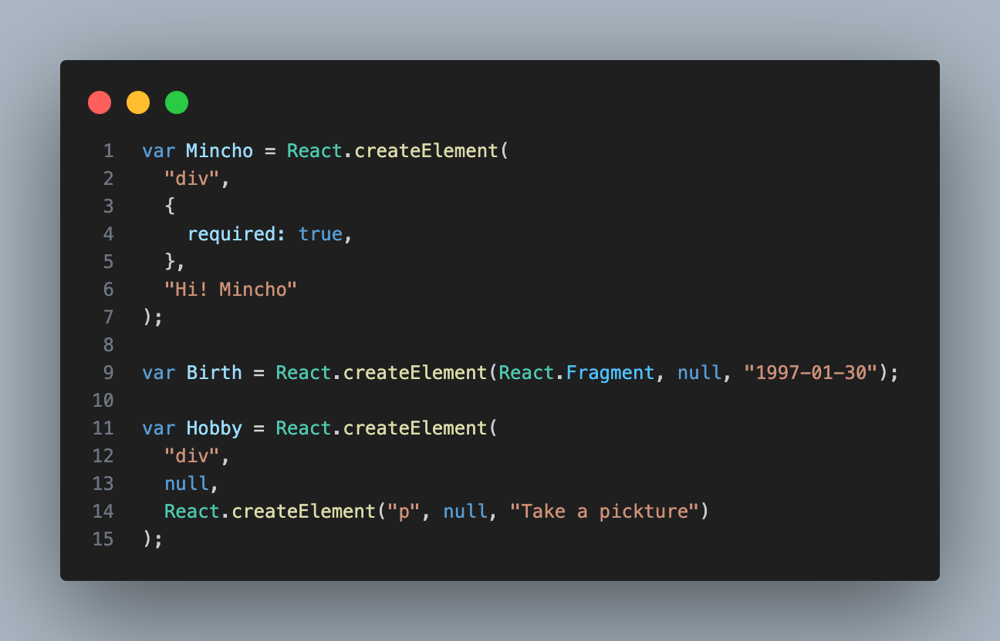 1 var Mincho = React.createElement(
2   "div",
3   {
4     required: true,
5   },
6   "Hi! Mincho"
7 );
8
9 var Birth = React.createElement(React.Fragment, null, "1997-01-30");
10
11 var Hobby = React.createElement(
12   "div",
13   null,
14   React.createElement("p", null, "Take a pickture")
15 );